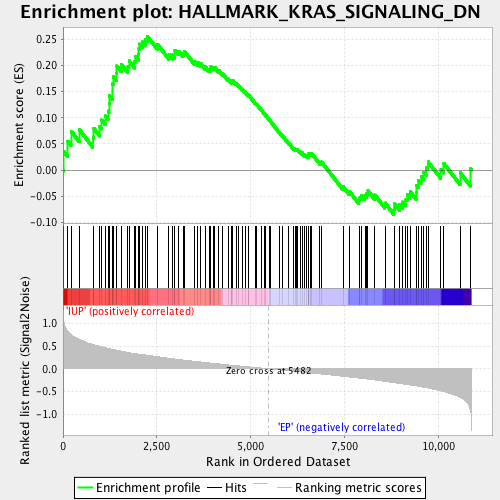 Enrichment plot: HALLMARK_KRAS_SIGNALING_DN
Enrichment score (ES)
0.25
0.20
0.15
0.10
0.05
0.00
-0.05
-0.10
'IUP' (positively correlated)
Ranked list metric (Signal2Noise)
1.0
0.5
0.0
-0.5
-1.0
Zero cross at 5482
'EP' (negatively correlated)
0
2,500
5,000
7,500
10,000
Rank in Ordered Dataset
Enrichment profile
Hits
Ranking metric scores